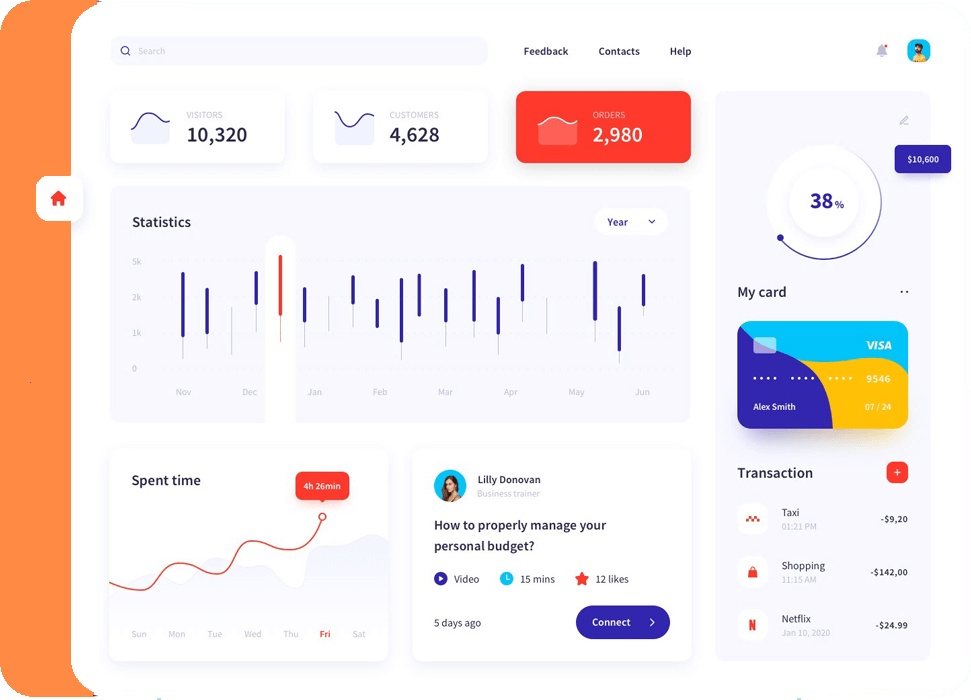 Search
Feedback
Contacts
Help
VISITORS
10,320
CUSTOMERS
4,628
ORDERS
2,980
38%
$10,600
Statistics
Year
5k
2k
1k
0
Nov Dec Jan Feb Mar Apr May Jun
My card
VISA
•••• •••• •••• 9546
Alex Smith
07 / 24
Spent time
4h 26min
Sun Mon Tue Wed Thu Fri Sat
Lilly Donovan
Business trainer
How to properly manage your
personal budget?
Video
15 mins
12 likes
5 days ago
Connect
Transaction
+
Taxi
01:21 PM
-$9,20
Shopping
11:15 AM
-$142,00
N
Netflix
Jan 10, 2020
-$24.99